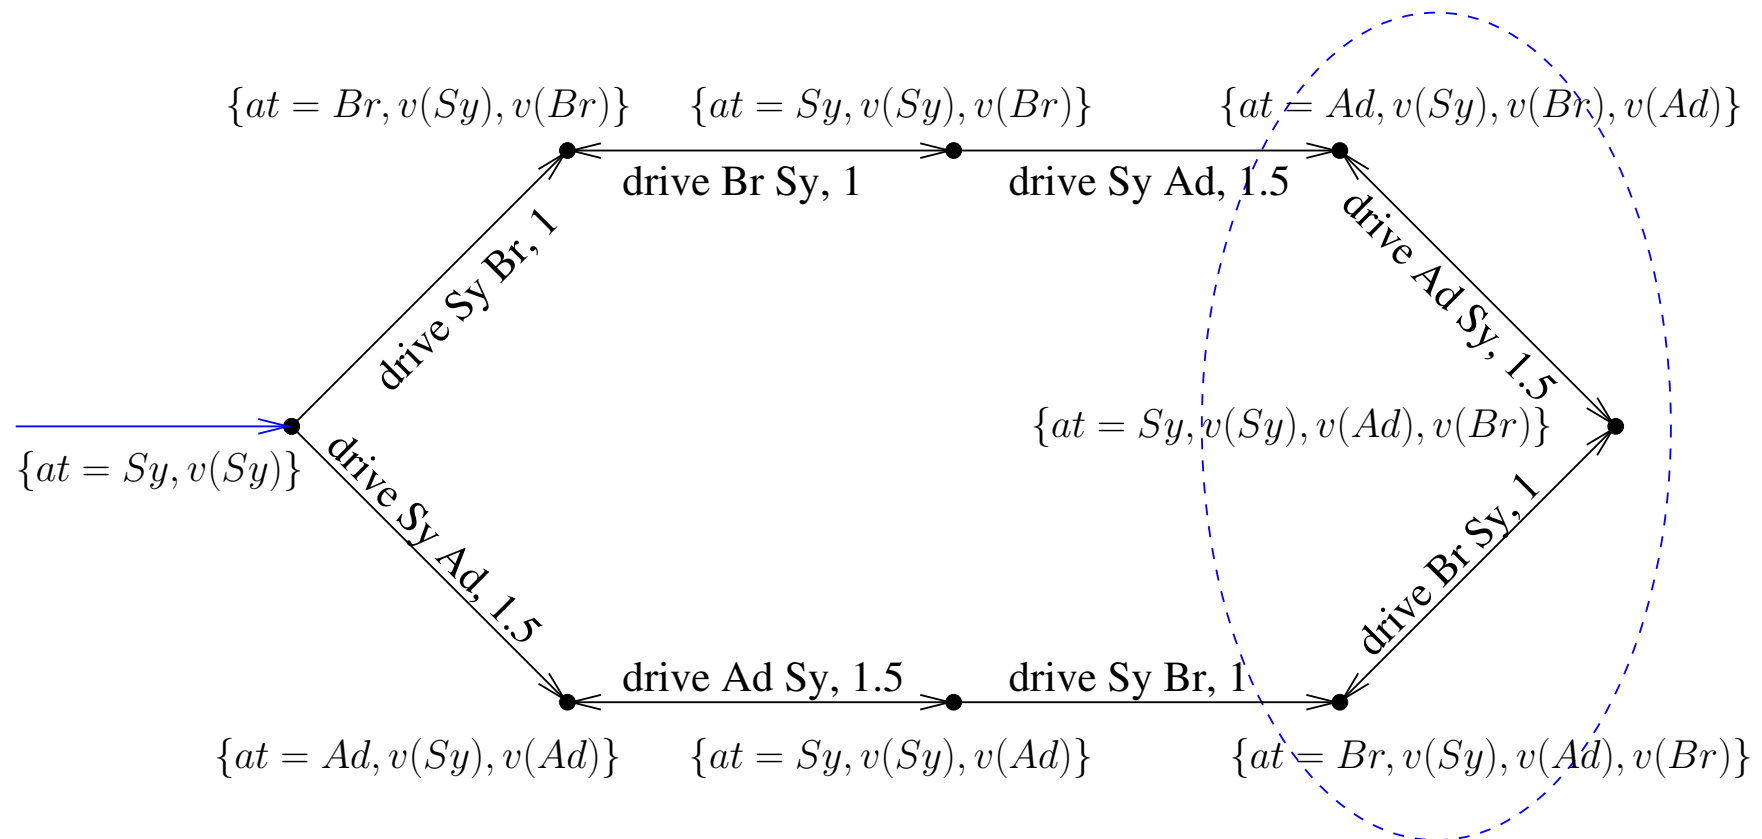 {at = Br, v(Sy), v(Br)}
{at = Sy, v(Sy), v(Br)}
{at = Ad, v(Sy), v(Br), v(Ad)}
drive Br Sy, 1
drive Sy Ad, 1.5
drive Sy Br, 1
drive Ad Sy, 1.5
{at = Sy, v(Sy), v(Ad), v(Br)}
{at = Sy, v(Sy)}
drive Sy Ad, 1.5
drive Br Sy, 1
drive Ad Sy, 1.5
drive Sy Br, 1
{at = Ad, v(Sy), v(Ad)}
{at = Sy, v(Sy), v(Ad)}
{at = Br, v(Sy), v(Ad), v(Br)}